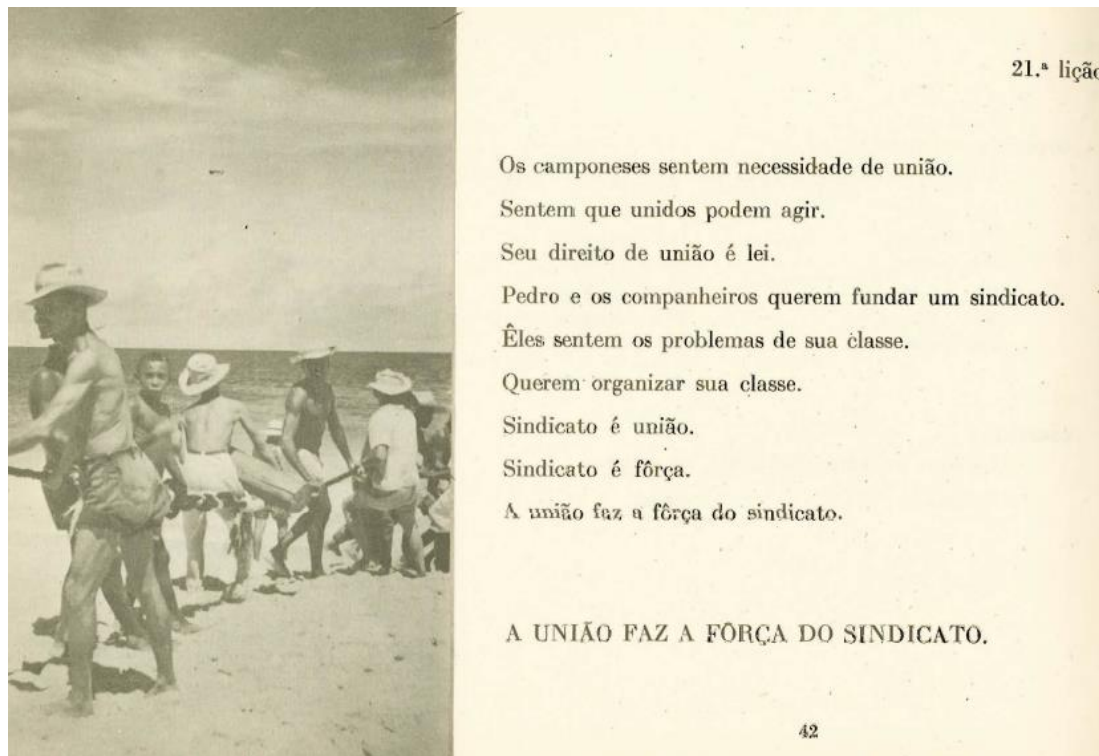 21.ª lição
Os camponeses sentem necessidade de união.
Sentem que unidos podem agir.
Seu direito de união é lei.
Pedro e os companheiros querem fundar um sindicato.
Êles sentem os problemas de sua classe.
Querem organizar sua classe.
Sindicato é união.
Sindicato é fôrça.
A união faz a fôrça do sindicato.
A UNIÃO FAZ A FÔRÇA DO SINDICATO.
42